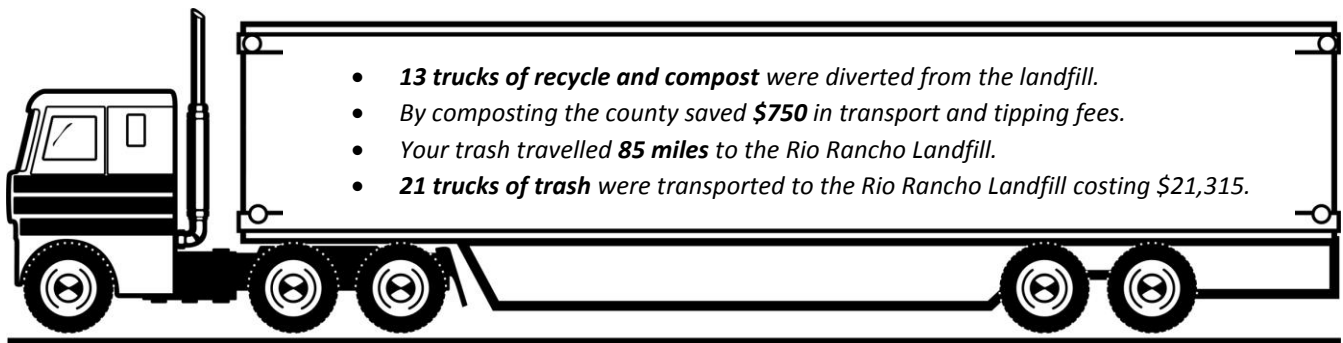 • 13 trucks of recycle and compost were diverted from the landfill.
• By composting the county saved $750 in transport and tipping fees.
• Your trash travelled 85 miles to the Rio Rancho Landfill.
• 21 trucks of trash were transported to the Rio Rancho Landfill costing $21,315.